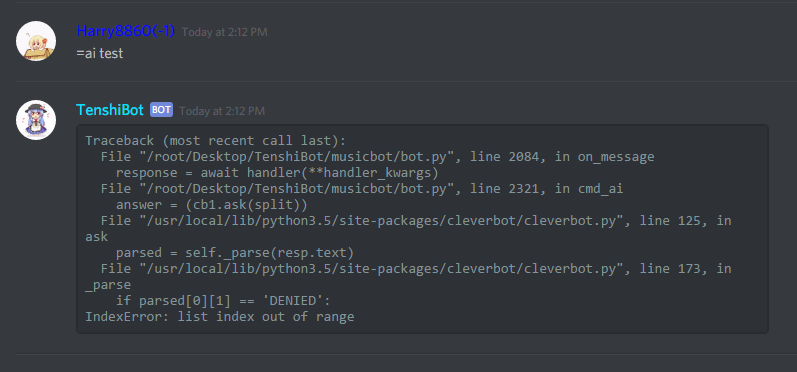 Harry8860(-1) Today at 2:12 PM
=ai test
TenshiBot BOT Today at 2:12 PM
Traceback (most recent call last):
  File "/root/Desktop/TenshiBot/musicbot/bot.py", line 2084, in on_message
    response = await handler(**handler_kwargs)
  File "/root/Desktop/TenshiBot/musicbot/bot.py", line 2321, in cmd_ai
    answer = (cb1.ask(split))
  File "/usr/local/lib/python3.5/site-packages/cleverbot/cleverbot.py", line 125, in
ask
    parsed = self._parse(resp.text)
  File "/usr/local/lib/python3.5/site-packages/cleverbot/cleverbot.py", line 173, in
_parse
    if parsed[0][1] == 'DENIED':
IndexError: list index out of range